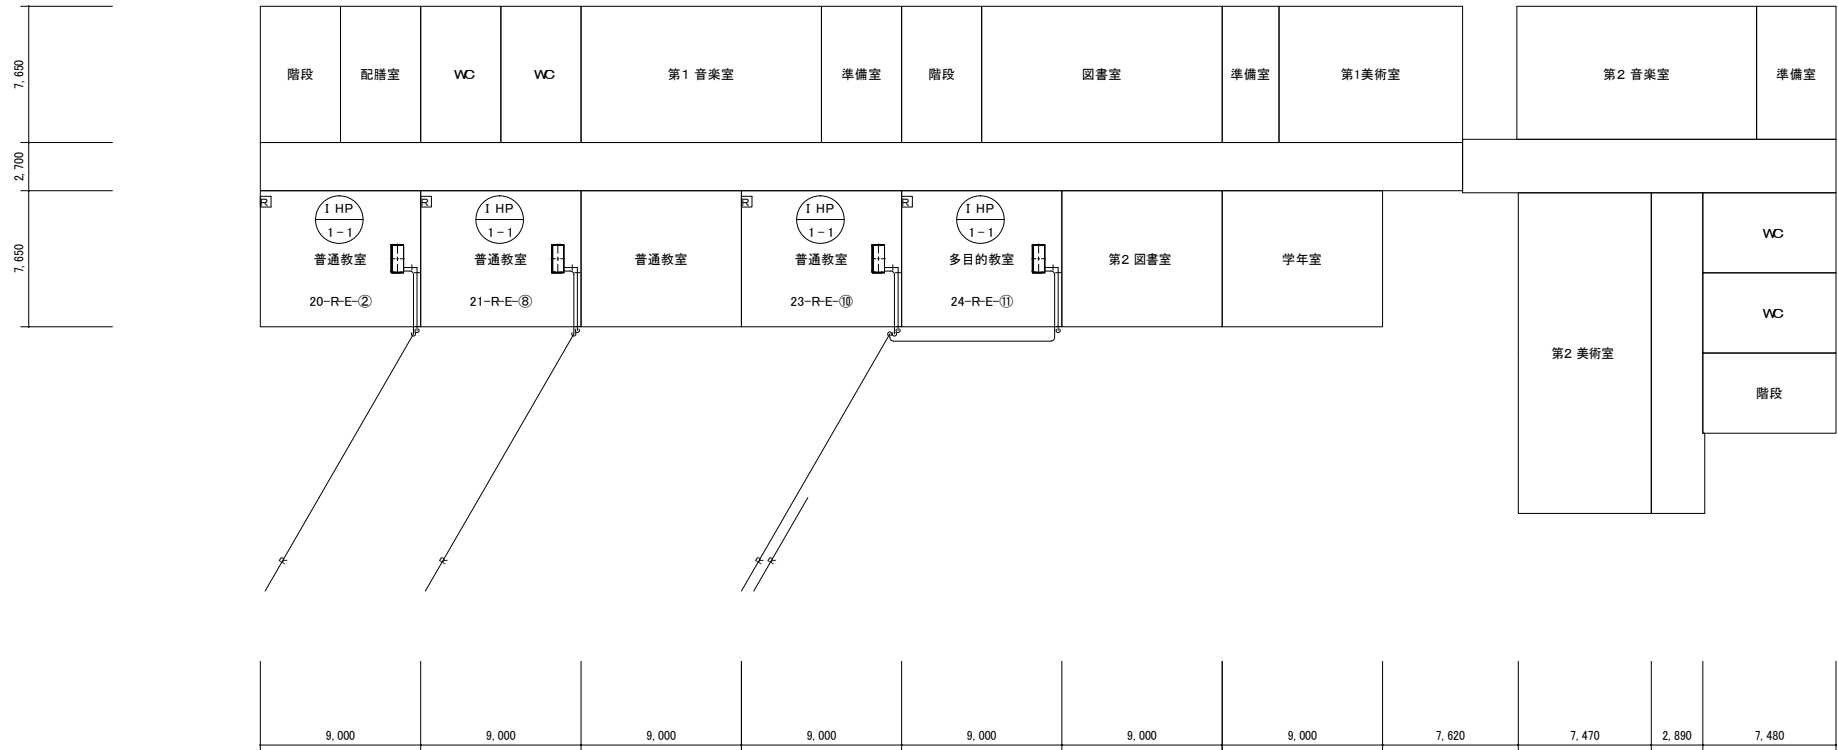 7,650
階段
配膳室
WC
WC
第1 音楽室
準備室
階段
図書室
準備室
第1美術室
第2 音楽室
準備室
2,700
7,650
R
I HP
1-1
普通教室
20-R-E-②
R
I HP
1-1
普通教室
21-R-E-⑧
普通教室
R
I HP
1-1
普通教室
23-R-E-⑩
R
I HP
1-1
多目的教室
24-R-E-⑪
第2 図書室
学年室
第2 美術室
WC
WC
階段
R
R
R
R
9,000
9,000
9,000
9,000
9,000
9,000
9,000
7,620
7,470
2,890
7,480